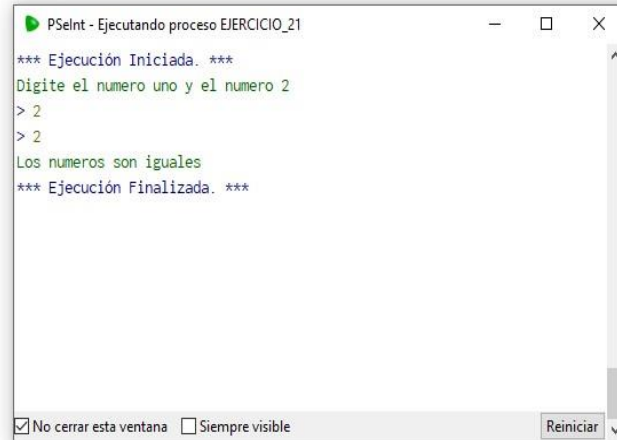 PSeInt - Ejecutando proceso EJERCICIO_21
*** Ejecución Iniciada. ***
Digite el numero uno y el numero 2
> 2
> 2
Los numeros son iguales
*** Ejecución Finalizada. ***
No cerrar esta ventana Siempre visible Reiniciar